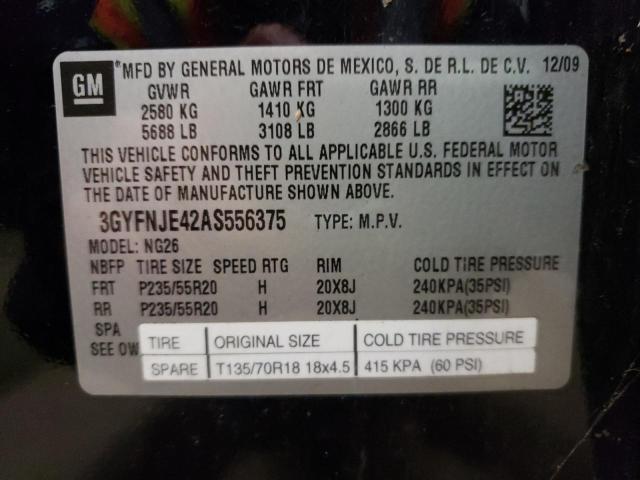 GM ® MFD BY GENERAL MOTORS DE MEXICO, S. DE R.L. DE C.V. 12/09
GVWR GAWR FRT GAWR RR
2580 KG 1410 KG 1300 KG
5688 LB 3108 LB 2866 LB
THIS VEHICLE CONFORMS TO ALL APPLICABLE U.S. FEDERAL MOTOR
VEHICLE SAFETY AND THEFT PREVENTION STANDARDS IN EFFECT ON
THE DATE OF MANUFACTURE SHOWN ABOVE.
3GYFNJE42AS556375 TYPE: M.P.V.
MODEL: NG26
NBFP TIRE SIZE SPEED RTG RIM COLD TIRE PRESSURE
FRT P235/55R20 H 20X8J 240KPA(35PSI)
RR P235/55R20 H 20X8J 240KPA(35PSI)
SPA
SEE OW
TIRE ORIGINAL SIZE COLD TIRE PRESSURE
SPARE T135/70R18 18x4.5 415 KPA (60 PSI)